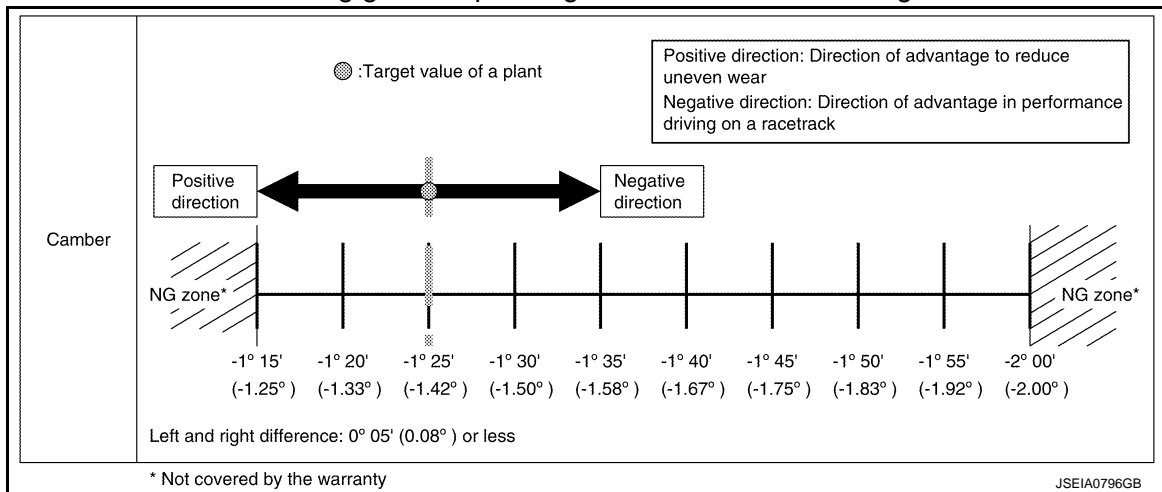 :Target value of a plant
Positive direction: Direction of advantage to reduce
uneven wear
Negative direction: Direction of advantage in performance
driving on a racetrack
Positive
direction
Negative
direction
Camber
NG zone*
NG zone*
-1° 15' -1° 20' -1° 25' -1° 30' -1° 35' -1° 40' -1° 45' -1° 50' -1° 55' -2° 00'
(-1.25° ) (-1.33° ) (-1.42° ) (-1.50° ) (-1.58° ) (-1.67° ) (-1.75° ) (-1.83° ) (-1.92° ) (-2.00° )
Left and right difference: 0° 05' (0.08° ) or less
* Not covered by the warranty
JSEIA0796GB